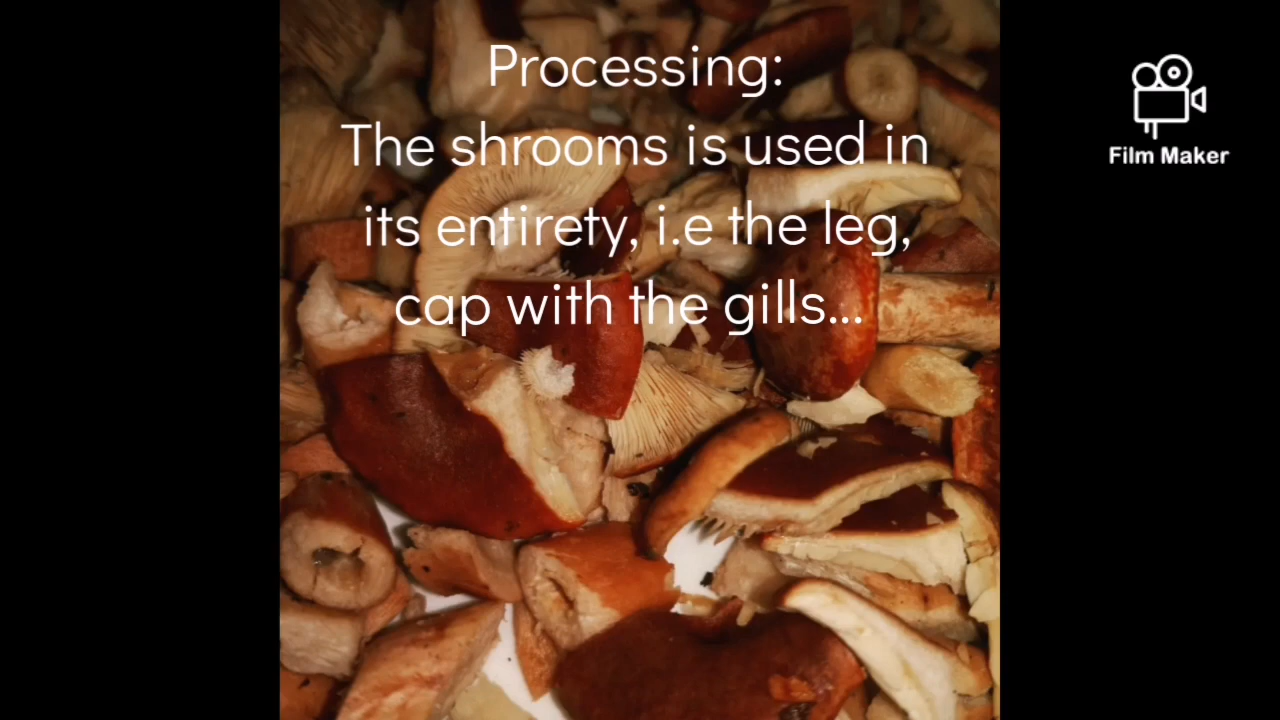 Processing:
The shrooms is used in
its entirety, i.e the leg,
cap with the gills...
Film Maker